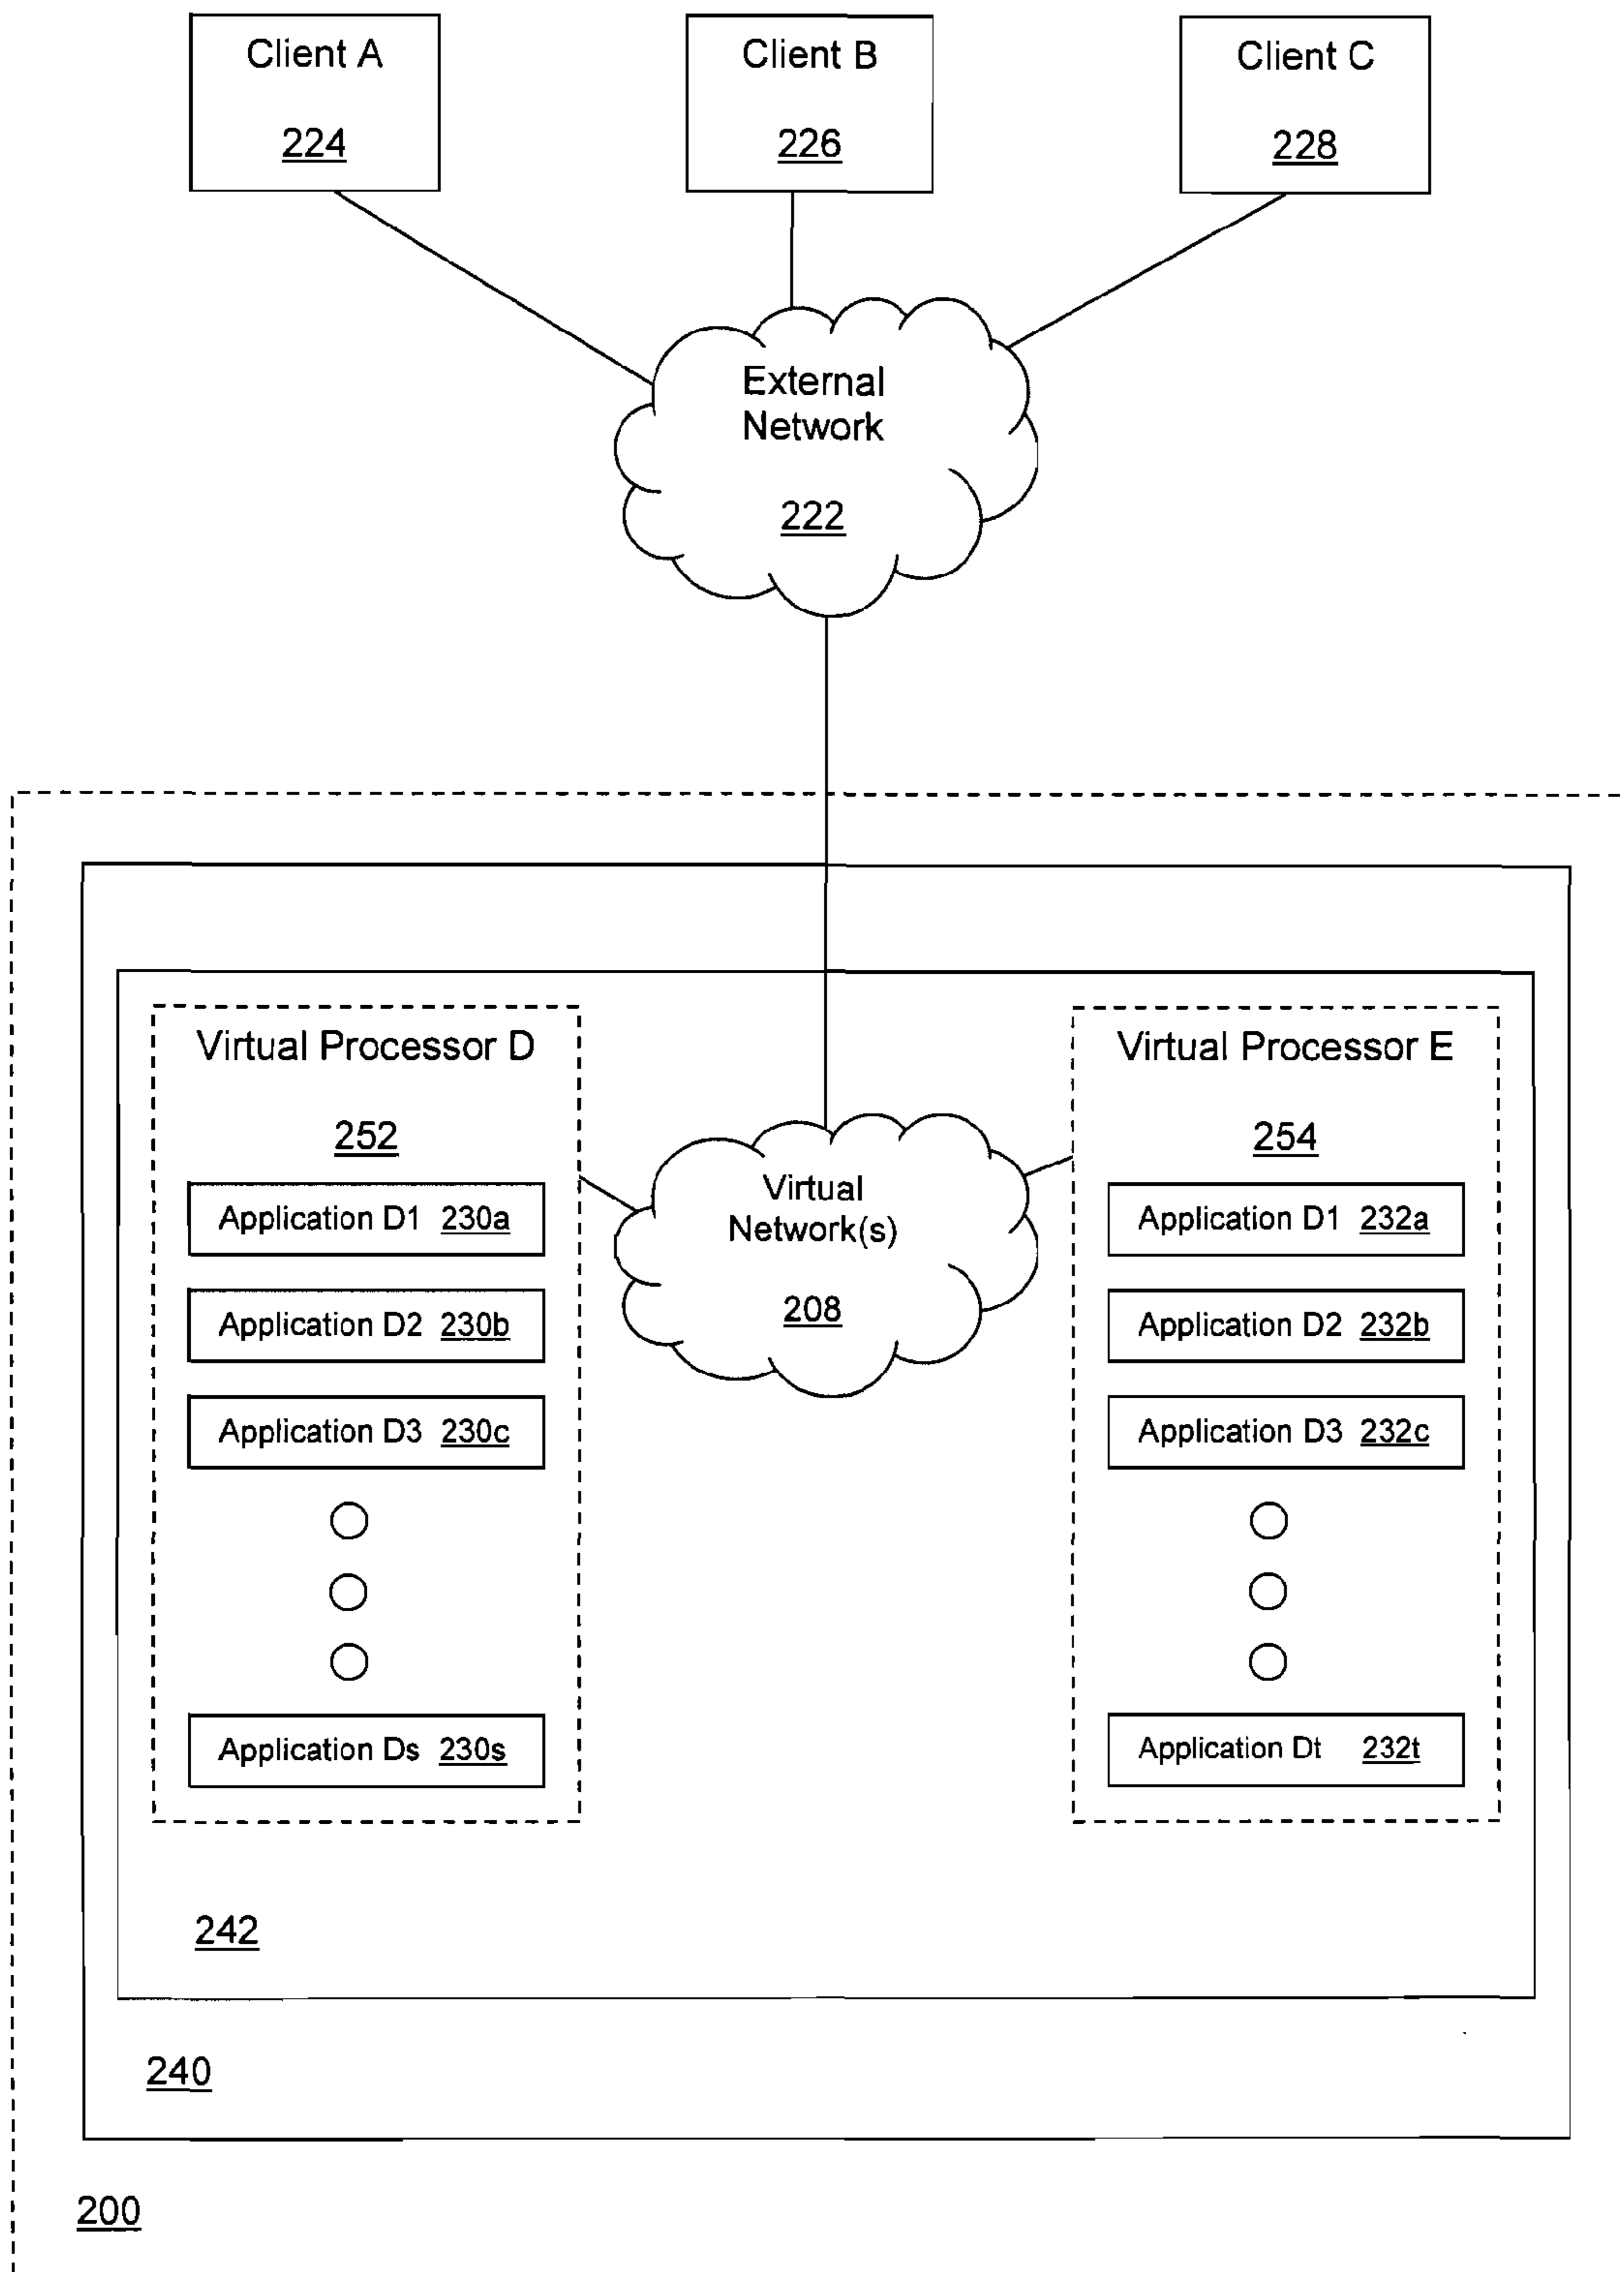 Client A
224
Client B
226
Client C
228
External
Network
222
Virtual Processor D
252
Application D1 230a
Application D2 230b
Application D3 230c
Application Ds 230s
Virtual
Network(s)
208
Virtual Processor E
254
Application D1 232a
Application D2 232b
Application D3 232c
Application Dt 232t
242
240
200